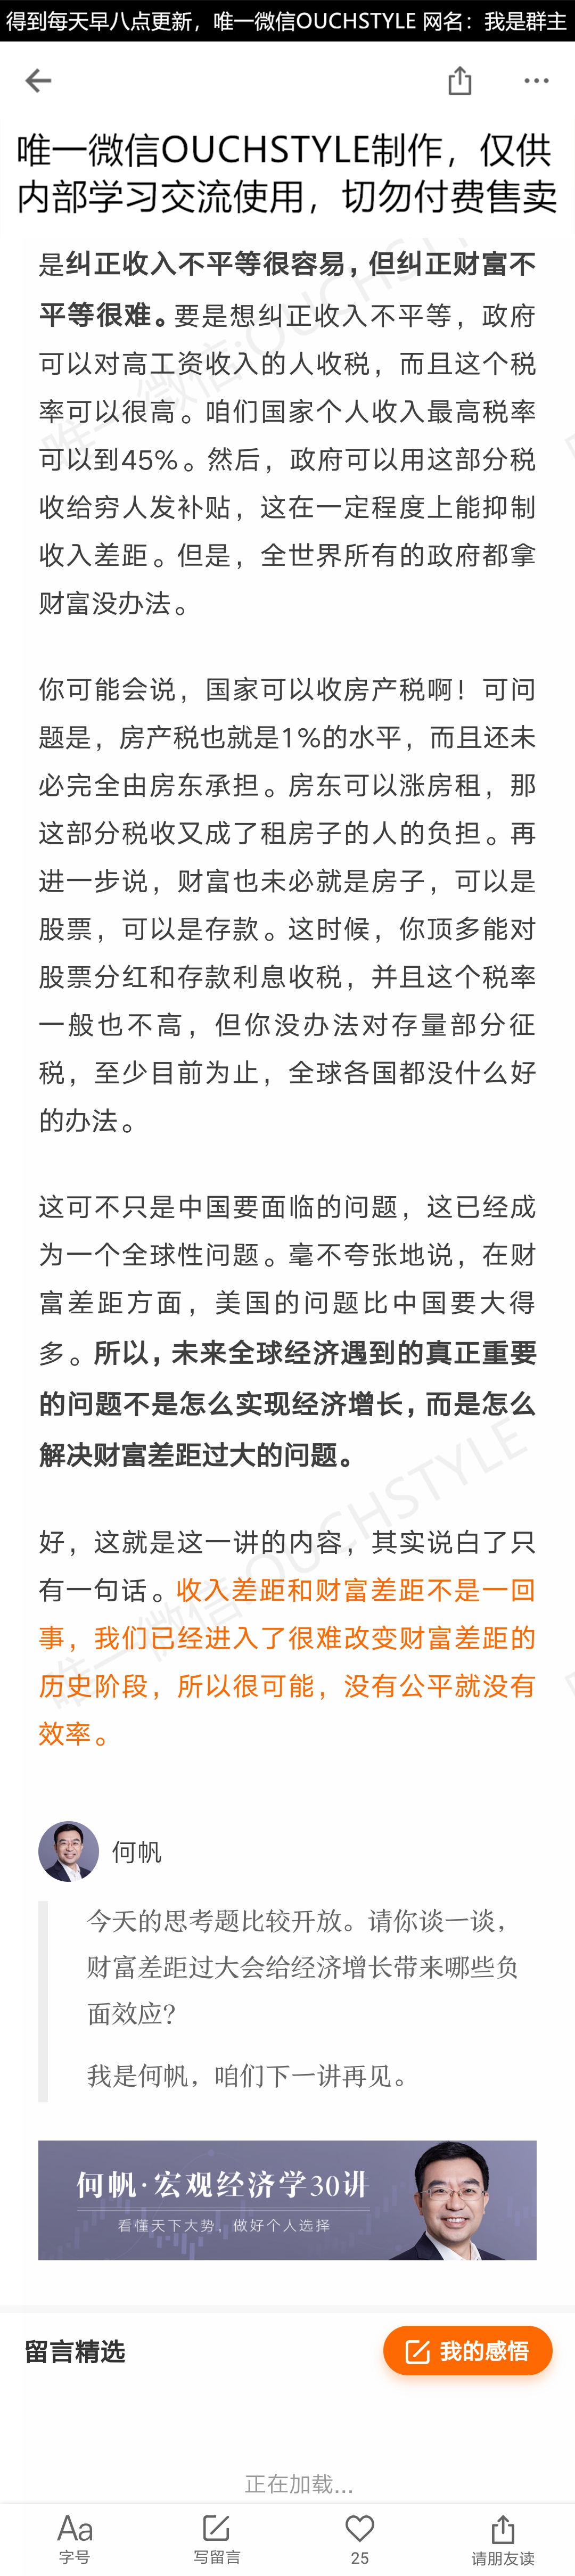 得到每天早八点更新，唯一微信OUCHSTYLE 网名：我是群主
唯一微信OUCHSTYLE制作，仅供
内部学习交流使用，切勿付费售卖
是纠正收入不平等很容易，但纠正财富不
平等很难。要是想纠正收入不平等，政府
可以对高工资收入的人收税，而且这个税
率可以很高。咱们国家个人收入最高税率
可以到45%。然后，政府可以用这部分税
收给穷人发补贴，这在一定程度上能抑制
收入差距。但是，全世界所有的政府都拿
财富没办法。
你可能会说，国家可以收房产税啊！可问
题是，房产税也就是1%的水平，而且还未
必完全由房东承担。房东可以涨房租，那
这部分税收又成了租房子的人的负担。再
进一步说，财富也未必就是房子，可以是
股票，可以是存款。这时候，你顶多能对
股票分红和存款利息收税，并且这个税率
一般也不高，但你没办法对存量部分征
税，至少目前为止，全球各国都没什么好
的办法。
这可不只是中国要面临的问题，这已经成
为一个全球性问题。毫不夸张地说，在财
富差距方面，美国的问题比中国要大得
多。所以，未来全球经济遇到的真正重要
的问题不是怎么实现经济增长，而是怎么
解决财富差距过大的问题。
好，这就是这一讲的内容，其实说白了只
有一句话。收入差距和财富差距不是一回
事，我们已经进入了很难改变财富差距的
历史阶段，所以很可能，没有公平就没有
效率。
何帆
今天的思考题比较开放。请你谈一谈，
财富差距过大会给经济增长带来哪些负
面效应？
我是何帆，咱们下一讲再见。
何帆·宏观经济学30讲
看懂天下大势，做好个人选择
留言精选
我的感悟
正在加载...
Aa
字号
写留言
25
请朋友读
唯一微信:OUCHSTYLE
唯一微信:OUCHSTYLE